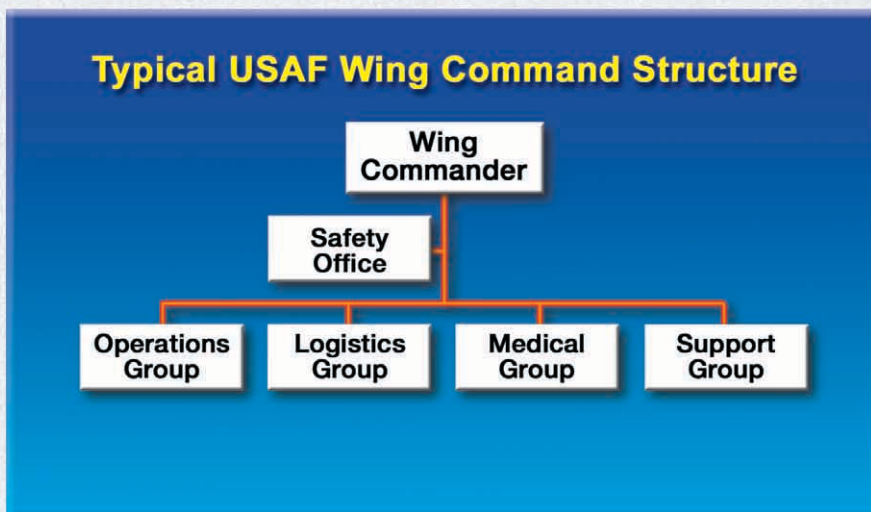 Typical USAF Wing Command Structure
Wing
Commander
Safety
Office
Operations
Group
Logistics
Group
Medical
Group
Support
Group